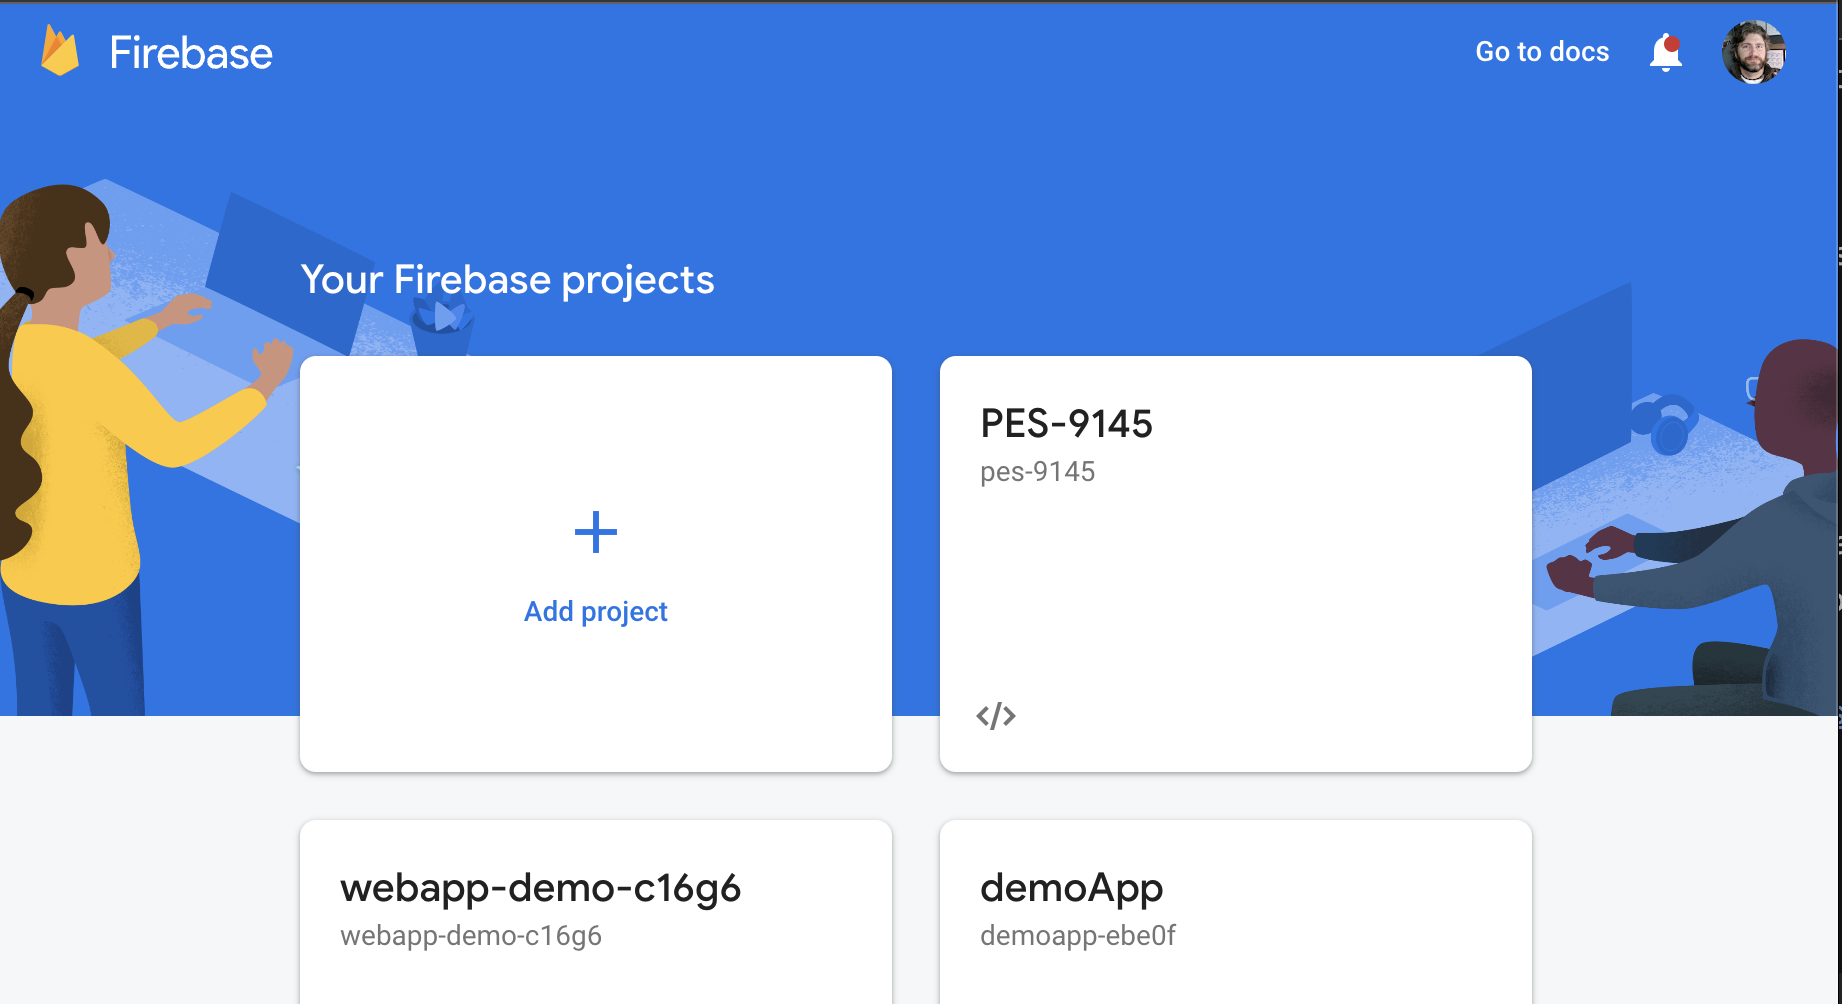 Firebase
Go to docs
Your Firebase projects
Add project
PES-9145
pes-9145
</>
webapp-demo-c16g6
webapp-demo-c16g6
demoApp
demoapp-ebe0f